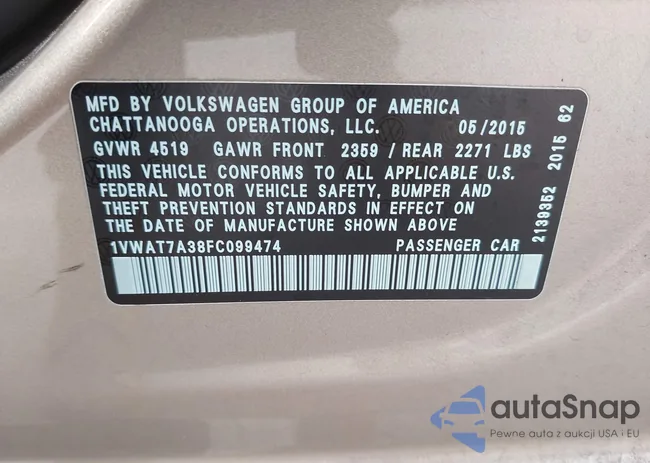 MFD BY VOLKSWAGEN GROUP OF AMERICA
CHATTANOOGA OPERATIONS, LLC. 05/2015
GVWR 4519 GAWR FRONT 2359 / REAR 2271 LBS
THIS VEHICLE CONFORMS TO ALL APPLICABLE U.S.
FEDERAL MOTOR VEHICLE SAFETY, BUMPER AND
THEFT PREVENTION STANDARDS IN EFFECT ON
THE DATE OF MANUFACTURE SHOWN ABOVE
1VWAT7A38FC099474 PASSENGER CAR
2139352 2015 62
autaSnap
Pewne auta z aukcji USA i EU